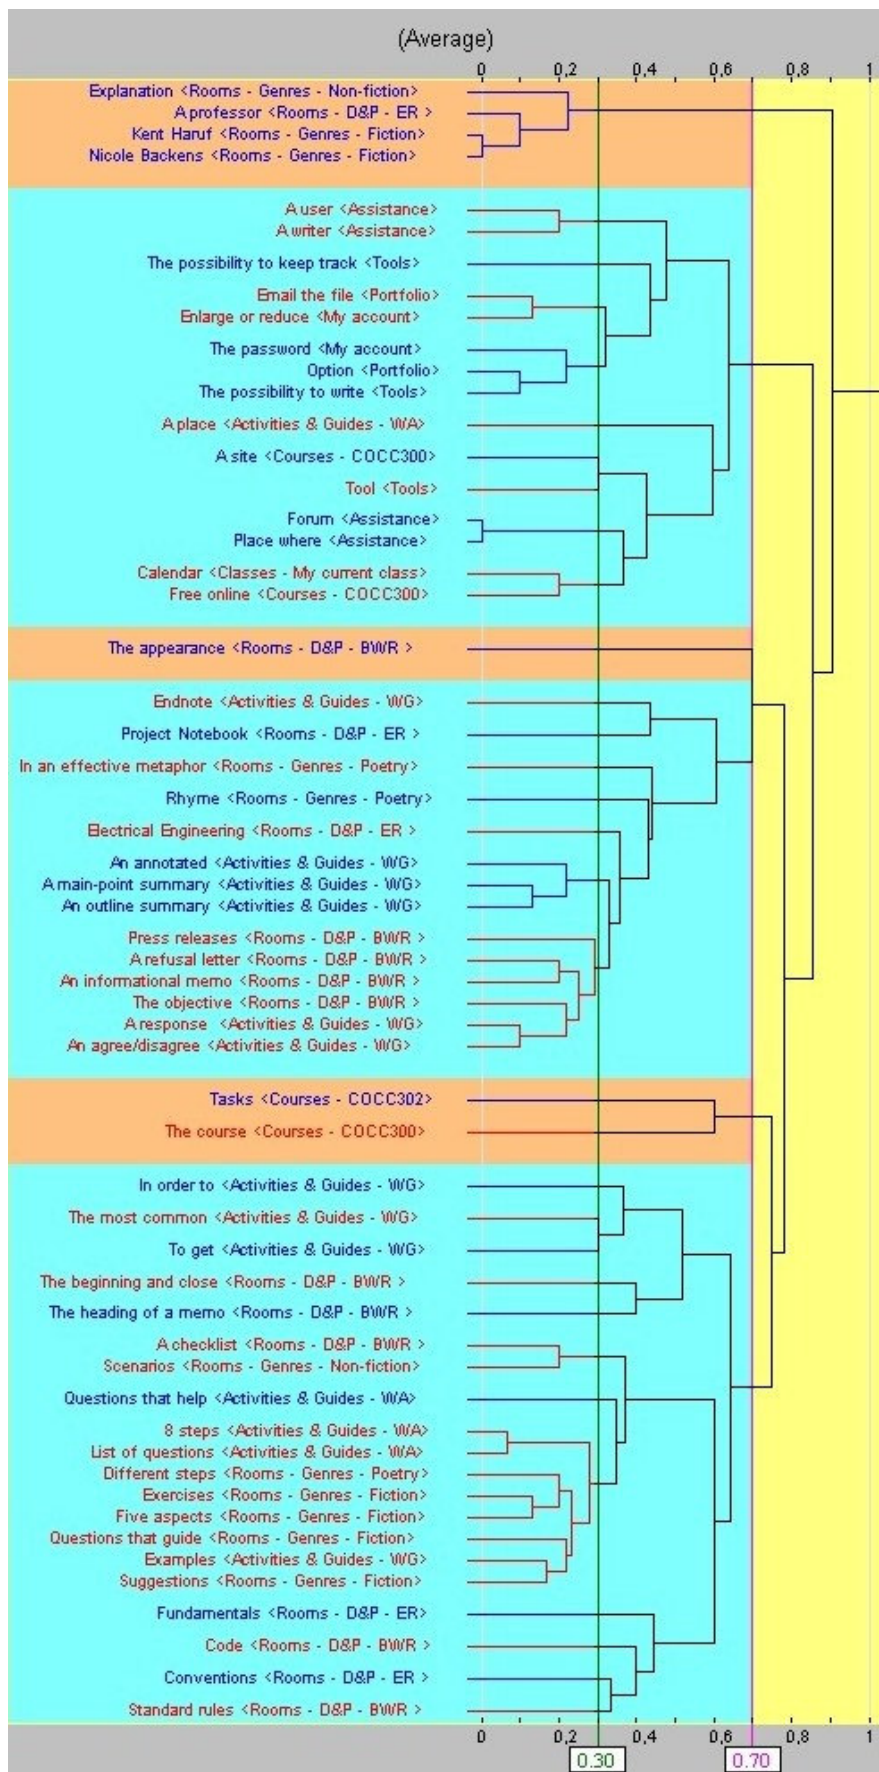 (Average)
0 0,2 0,4 0,6 0,8 1
Explanation <Rooms - Genres - Non-fiction>
A professor <Rooms - D&P - ER >
Kent Haruf <Rooms - Genres - Fiction>
Nicole Backens <Rooms - Genres - Fiction>
A user <Assistance>
A writer <Assistance>
The possibility to keep track <Tools>
Email the file <Portfolio>
Enlarge or reduce <My account>
The password <My account>
Option <Portfolio>
The possibility to write <Tools>
A place <Activities & Guides - WA>
A site <Courses - COCC300>
Tool <Tools>
Forum <Assistance>
Place where <Assistance>
Calendar <Classes - My current class>
Free online <Courses - COCC300>
The appearance <Rooms - D&P - BWR >
Endnote <Activities & Guides - WG>
Project Notebook <Rooms - D&P - ER >
In an effective metaphor <Rooms - Genres - Poetry>
Rhyme <Rooms - Genres - Poetry>
Electrical Engineering <Rooms - D&P - ER >
An annotated <Activities & Guides - WG>
A main-point summary <Activities & Guides - WG>
An outline summary <Activities & Guides - WG>
Press releases <Rooms - D&P - BWR >
A refusal letter <Rooms - D&P - BWR >
An informational memo <Rooms - D&P - BWR >
The objective <Rooms - D&P - BWR >
A response <Activities & Guides - WG>
An agree/disagree <Activities & Guides - WG>
Tasks <Courses - COCC302>
The course <Courses - COCC300>
In order to <Activities & Guides - WG>
The most common <Activities & Guides - WG>
To get <Activities & Guides - WG>
The beginning and close <Rooms - D&P - BWR >
The heading of a memo <Rooms - D&P - BWR >
A checklist <Rooms - D&P - BWR >
Scenarios <Rooms - Genres - Non-fiction>
Questions that help <Activities & Guides - WA>
8 steps <Activities & Guides - WA>
List of questions <Activities & Guides - WA>
Different steps <Rooms - Genres - Poetry>
Exercises <Rooms - Genres - Fiction>
Five aspects <Rooms - Genres - Fiction>
Questions that guide <Rooms - Genres - Fiction>
Examples <Activities & Guides - WG>
Suggestions <Rooms - Genres - Fiction>
Fundamentals <Rooms - D&P - ER>
Code <Rooms - D&P - BWR >
Conventions <Rooms - D&P - ER >
Standard rules <Rooms - D&P - BWR >
0 0,2 0,4 0,6 0,8 1
0.30 0.70